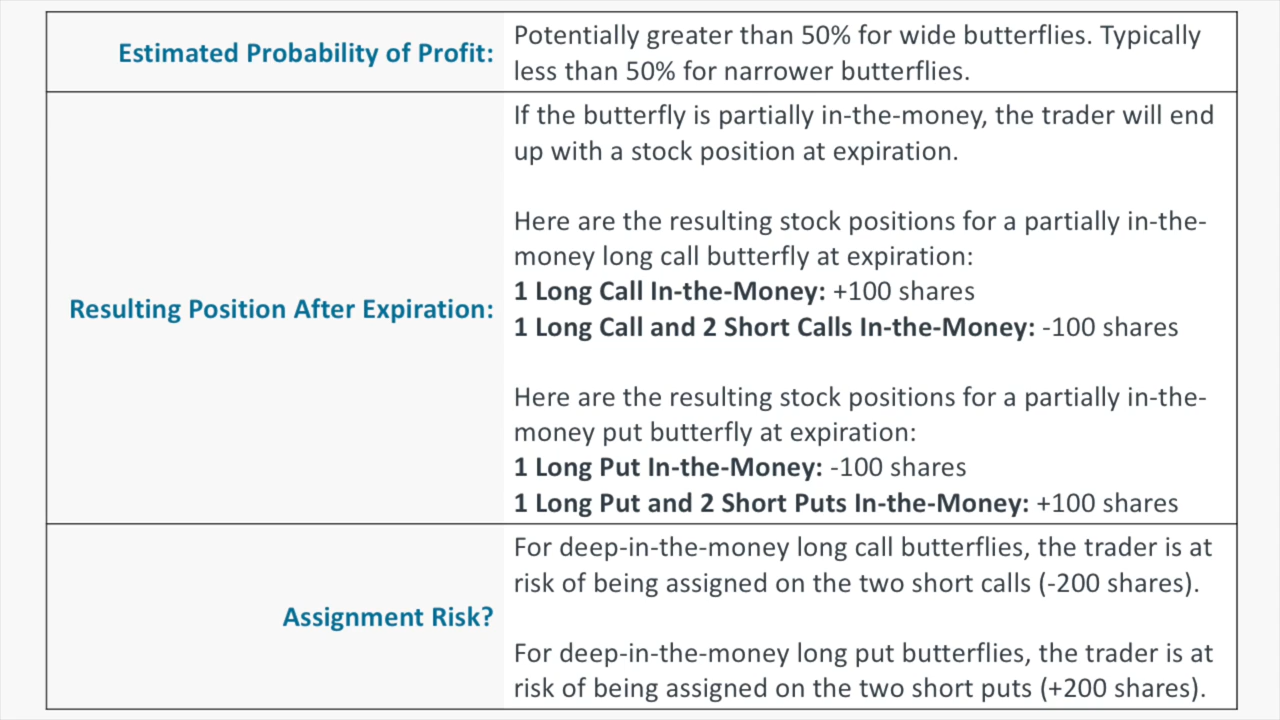 Estimated Probability of Profit:
Potentially greater than 50% for wide butterflies. Typically
less than 50% for narrower butterflies.
Resulting Position After Expiration:
If the butterfly is partially in-the-money, the trader will end
up with a stock position at expiration.
Here are the resulting stock positions for a partially in-the-
money long call butterfly at expiration:
1 Long Call In-the-Money: +100 shares
1 Long Call and 2 Short Calls In-the-Money: -100 shares
Here are the resulting stock positions for a partially in-the-
money put butterfly at expiration:
1 Long Put In-the-Money: -100 shares
1 Long Put and 2 Short Puts In-the-Money: +100 shares
Assignment Risk?
For deep-in-the-money long call butterflies, the trader is at
risk of being assigned on the two short calls (-200 shares).
For deep-in-the-money long put butterflies, the trader is at
risk of being assigned on the two short puts (+200 shares).